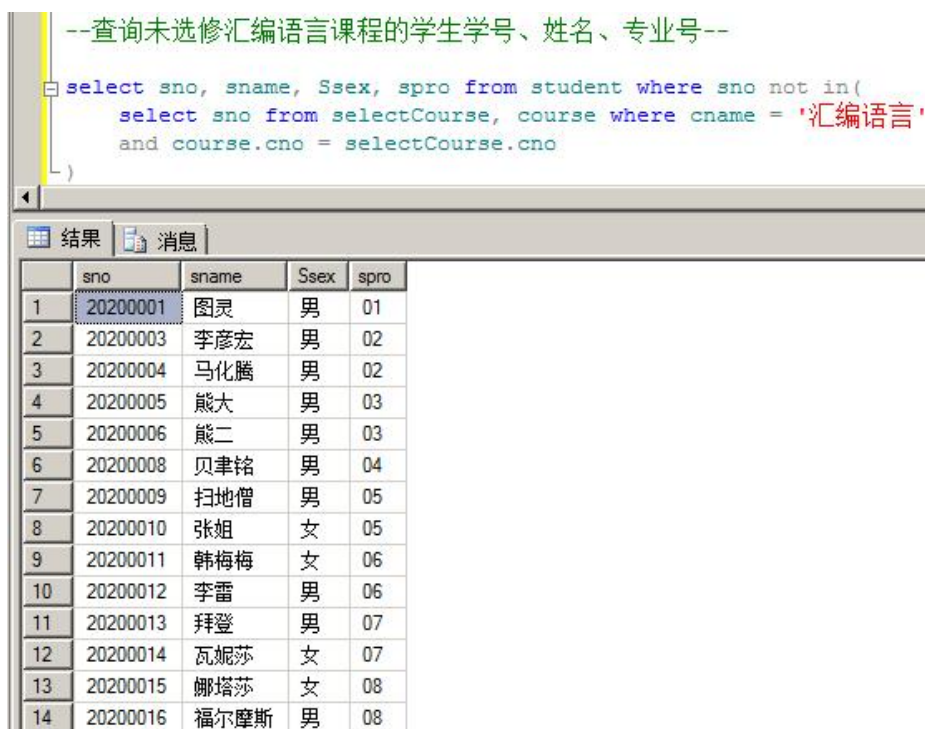 --查询未选修汇编语言课程的学生学号、姓名、专业号--
select sno, sname, Ssex, spro from student where sno not in(
select sno from selectCourse, course where cname = '汇编语言'
and course.cno = selectCourse.cno
)
结果 消息
sno sname Ssex spro
1 20200001 图灵 男 01
2 20200003 李彦宏 男 02
3 20200004 马化腾 男 02
4 20200005 熊大 男 03
5 20200006 熊二 男 03
6 20200008 贝聿铭 男 04
7 20200009 扫地僧 男 05
8 20200010 张姐 女 05
9 20200011 韩梅梅 女 06
10 20200012 李雷 男 06
11 20200013 拜登 男 07
12 20200014 瓦妮莎 女 07
13 20200015 娜塔莎 女 08
14 20200016 福尔摩斯 男 08